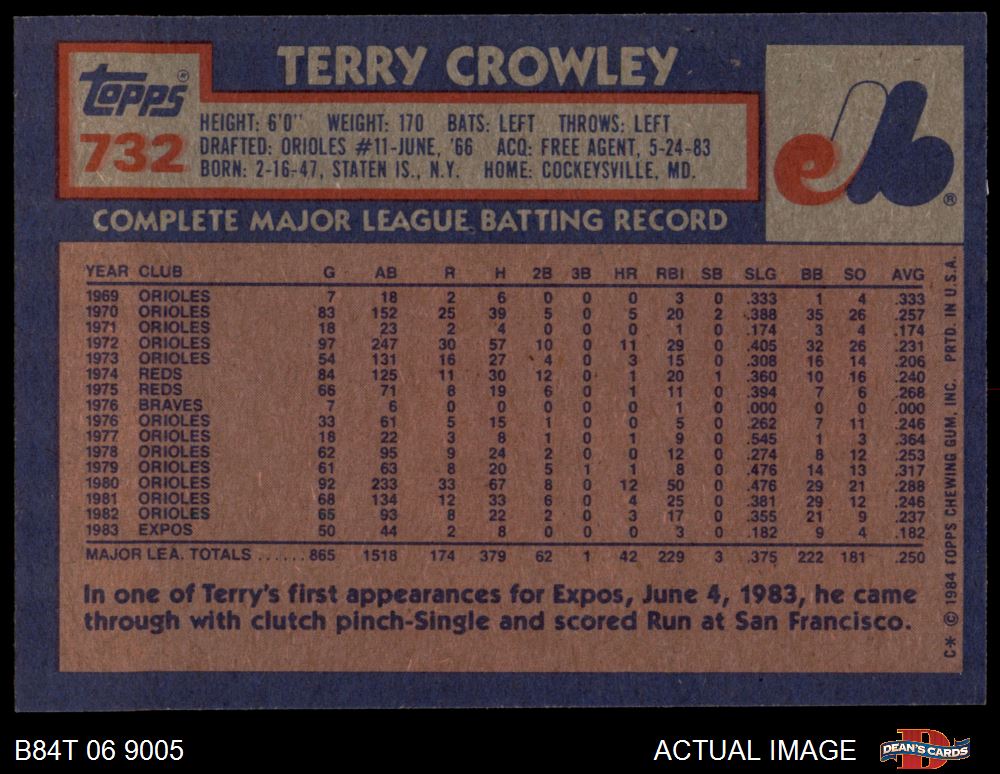 TERRY CROWLEY
Topps®
732
HEIGHT: 6'0" WEIGHT: 170 BATS: LEFT THROWS: LEFT
DRAFTED: ORIOLES #11-JUNE, '66 ACQ: FREE AGENT, 5-24-83
BORN: 2-16-47, STATEN IS., N.Y. HOME: COCKEYSVILLE, MD.
eb®
COMPLETE MAJOR LEAGUE BATTING RECORD
YEAR CLUB G AB R H 2B 3B HR RBI SB SLG BB SO AVG
1969 ORIOLES 7 18 2 6 0 0 0 3 0 .333 1 4 .333
1970 ORIOLES 83 152 25 39 5 0 5 20 2 .388 35 26 .257
1971 ORIOLES 18 23 2 4 0 0 0 1 0 .174 3 4 .174
1972 ORIOLES 97 247 30 57 10 0 11 29 0 .405 32 26 .231
1973 ORIOLES 54 131 16 27 4 0 3 15 0 .308 16 14 .206
1974 REDS 84 125 11 30 12 0 1 20 1 .360 10 16 .240
1975 REDS 66 71 8 19 6 0 1 11 0 .394 7 6 .268
1976 BRAVES 7 6 0 0 0 0 0 1 0 .000 0 0 .000
1976 ORIOLES 33 61 5 15 1 0 0 5 0 .262 7 11 .246
1977 ORIOLES 18 22 3 8 1 0 1 9 0 .545 1 3 .364
1978 ORIOLES 62 95 9 24 2 0 0 12 0 .274 8 12 .253
1979 ORIOLES 61 63 8 20 5 1 1 8 0 .476 14 13 .317
1980 ORIOLES 92 233 33 67 8 0 12 50 0 .476 29 21 .288
1981 ORIOLES 68 134 12 33 6 0 4 25 0 .381 29 12 .246
1982 ORIOLES 65 93 8 22 2 0 3 17 0 .355 21 9 .237
1983 EXPOS 50 44 2 8 0 0 0 3 0 .182 9 4 .182
MAJOR LEA. TOTALS ...... 865 1518 174 379 62 1 42 229 3 .375 222 181 .250
In one of Terry's first appearances for Expos, June 4, 1983, he came
through with clutch pinch-Single and scored Run at San Francisco.
C* © 1984 TOPPS CHEWING GUM, INC. PRTD. IN U.S.A.
B84T 06 9005
ACTUAL IMAGE
DEAN'S CARDS